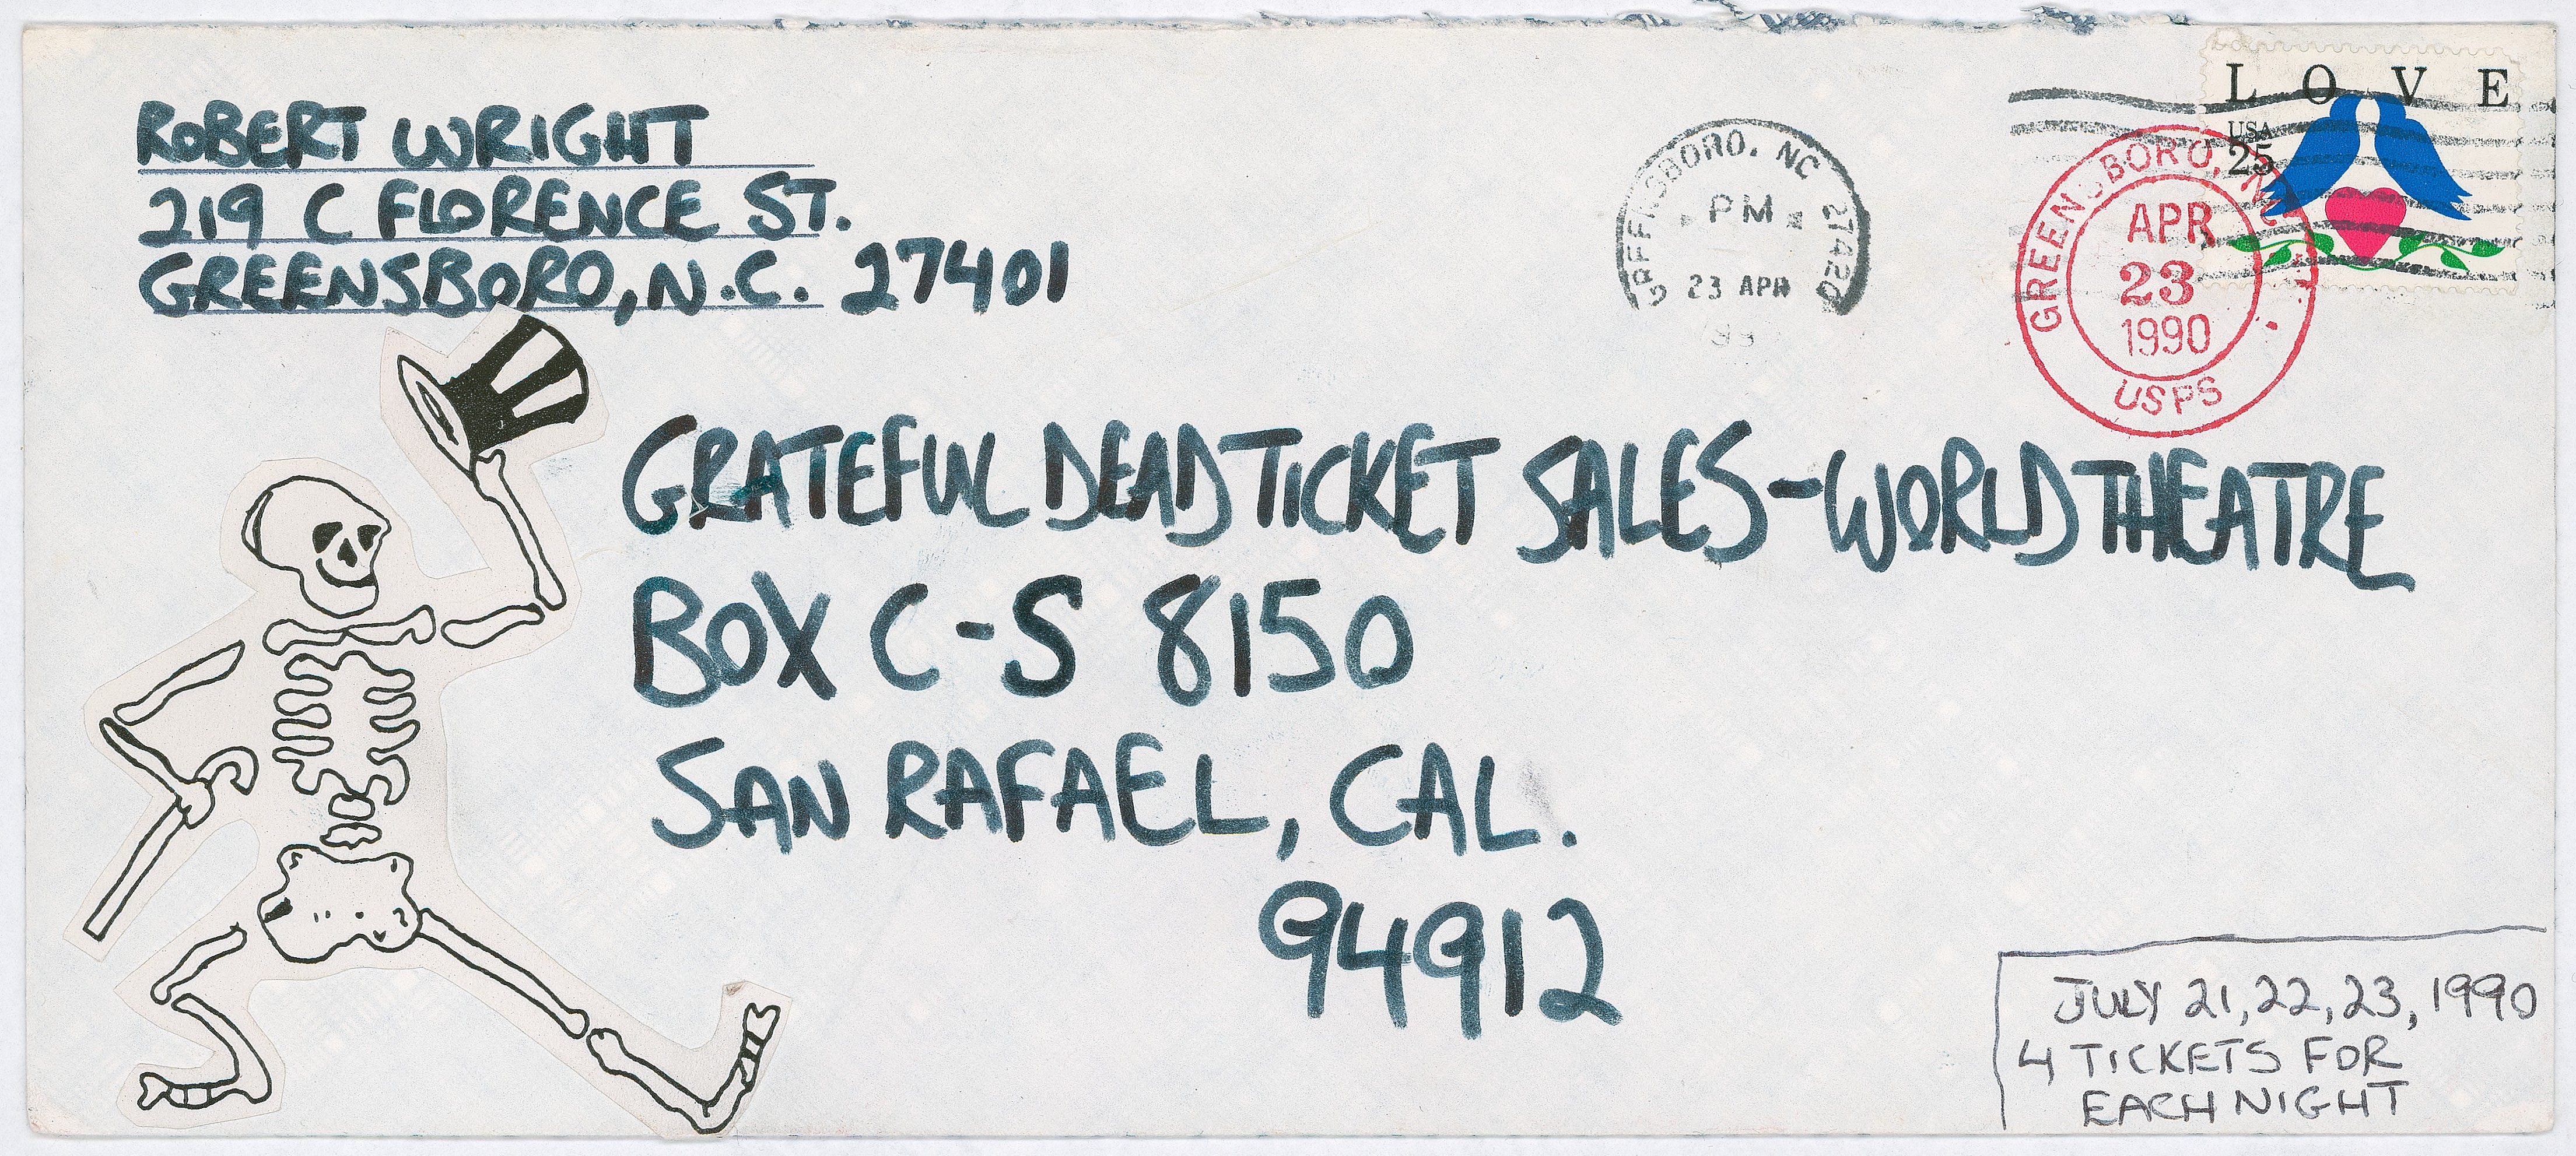 ROBERT WRIGHT
219 C FLORENCE ST.
GREENSBORO, N.C. 27401
GREENSBORO, NC 27420
PM
23 APR
GREENSBORO, NC
APR
23
1990
USPS
LOVE
USA
25
GRATEFUL DEAD TICKET SALES-WORLD THEATRE
BOX C-S 8150
SAN RAFAEL, CAL.
94912
JULY 21, 22, 23, 1990
4 TICKETS FOR
EACH NIGHT